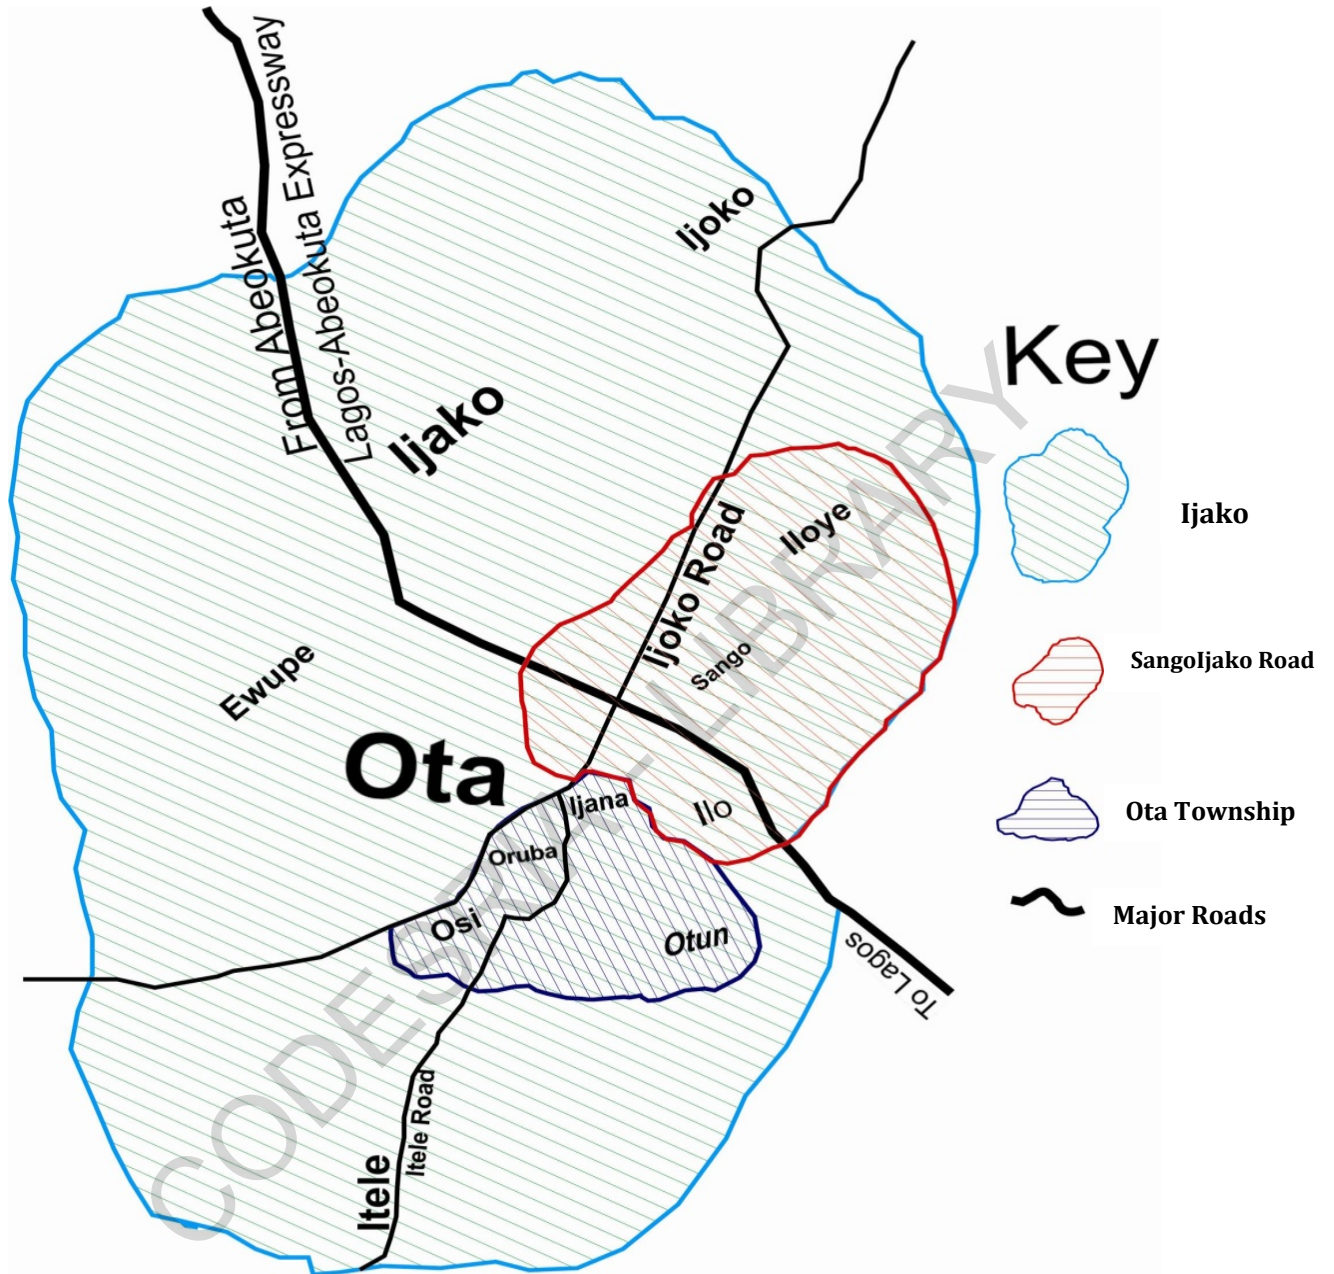 From Abeokuta
Lagos-Abeokuta Expressway
Ijoko
Key
Ijako
Ijako
Iloye
Ijoko Road
Sango
SangoIjako Road
Ewupe
Ota
Ijana
Ilo
Ota Township
Oruba
Osi
Otun
Major Roads
To Lagos
Itele Road
Itele
CODESRIA - LIBRARY